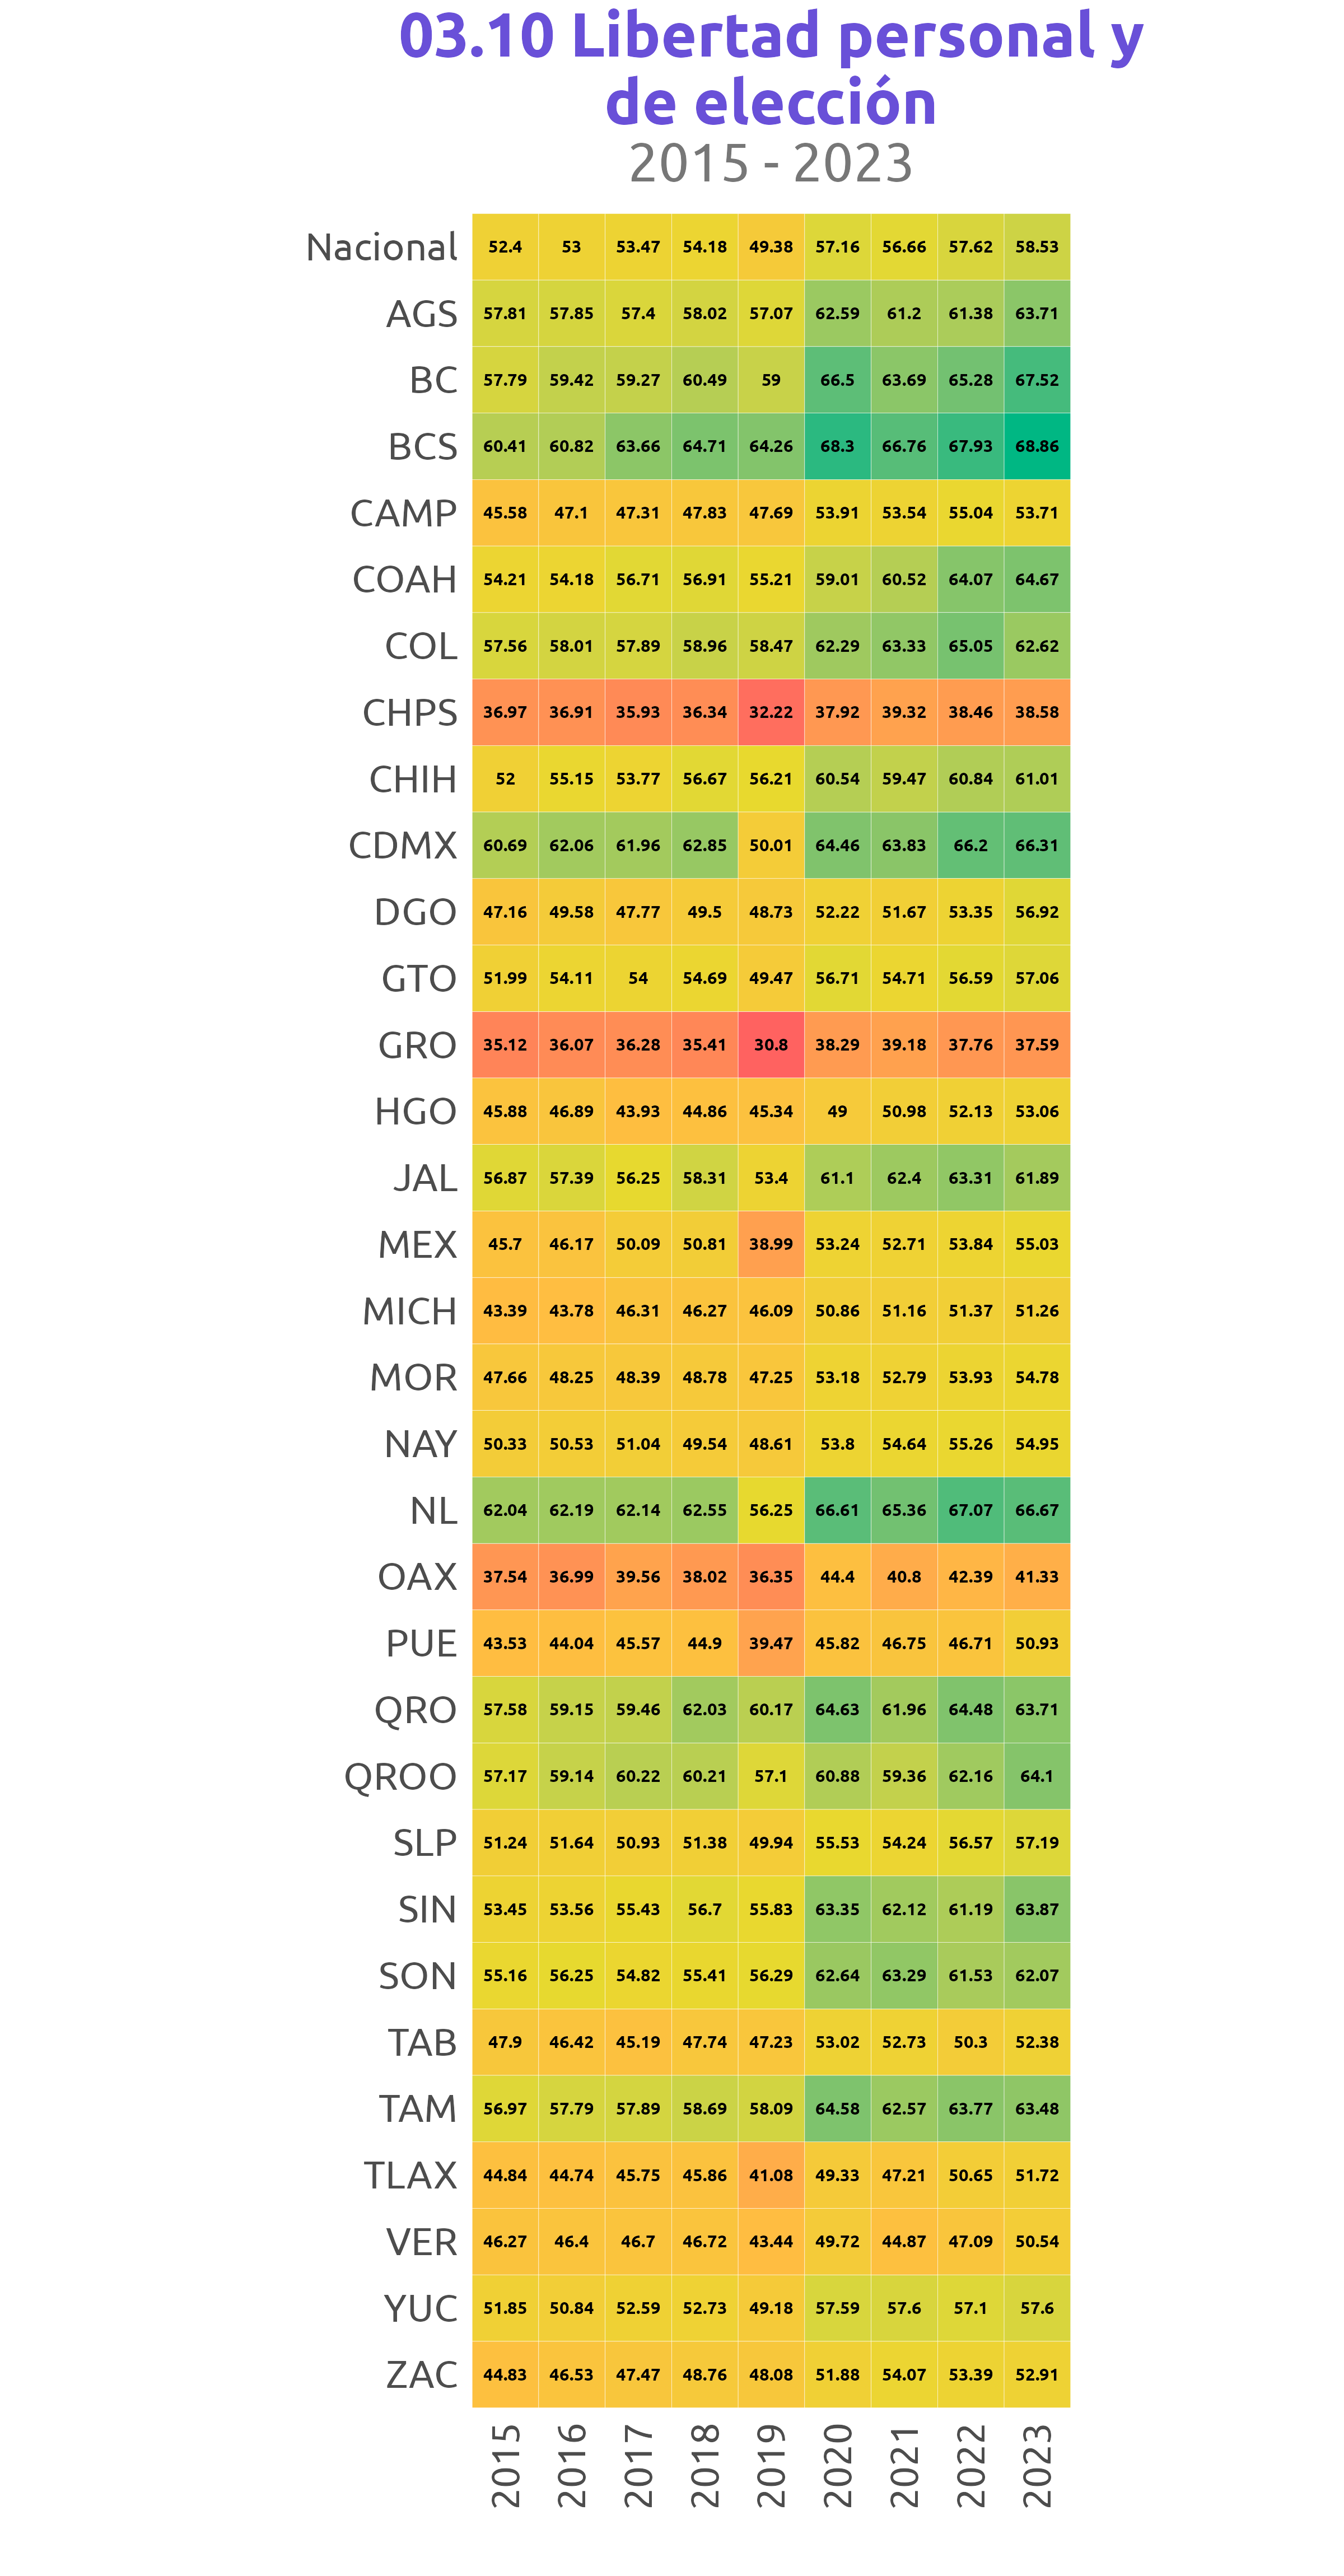 03.10 Libertad personal y
de elección
2015 - 2023
Nacional 52.4 53 53.47 54.18 49.38 57.16 56.66 57.62 58.53
AGS 57.81 57.85 57.4 58.02 57.07 62.59 61.2 61.38 63.71
BC 57.79 59.42 59.27 60.49 59 66.5 63.69 65.28 67.52
BCS 60.41 60.82 63.66 64.71 64.26 68.3 66.76 67.93 68.86
CAMP 45.58 47.1 47.31 47.83 47.69 53.91 53.54 55.04 53.71
COAH 54.21 54.18 56.71 56.91 55.21 59.01 60.52 64.07 64.67
COL 57.56 58.01 57.89 58.96 58.47 62.29 63.33 65.05 62.62
CHPS 36.97 36.91 35.93 36.34 32.22 37.92 39.32 38.46 38.58
CHIH 52 55.15 53.77 56.67 56.21 60.54 59.47 60.84 61.01
CDMX 60.69 62.06 61.96 62.85 50.01 64.46 63.83 66.2 66.31
DGO 47.16 49.58 47.77 49.5 48.73 52.22 51.67 53.35 56.92
GTO 51.99 54.11 54 54.69 49.47 56.71 54.71 56.59 57.06
GRO 35.12 36.07 36.28 35.41 30.8 38.29 39.18 37.76 37.59
HGO 45.88 46.89 43.93 44.86 45.34 49 50.98 52.13 53.06
JAL 56.87 57.39 56.25 58.31 53.4 61.1 62.4 63.31 61.89
MEX 45.7 46.17 50.09 50.81 38.99 53.24 52.71 53.84 55.03
MICH 43.39 43.78 46.31 46.27 46.09 50.86 51.16 51.37 51.26
MOR 47.66 48.25 48.39 48.78 47.25 53.18 52.79 53.93 54.78
NAY 50.33 50.53 51.04 49.54 48.61 53.8 54.64 55.26 54.95
NL 62.04 62.19 62.14 62.55 56.25 66.61 65.36 67.07 66.67
OAX 37.54 36.99 39.56 38.02 36.35 44.4 40.8 42.39 41.33
PUE 43.53 44.04 45.57 44.9 39.47 45.82 46.75 46.71 50.93
QRO 57.58 59.15 59.46 62.03 60.17 64.63 61.96 64.48 63.71
QROO 57.17 59.14 60.22 60.21 57.1 60.88 59.36 62.16 64.1
SLP 51.24 51.64 50.93 51.38 49.94 55.53 54.24 56.57 57.19
SIN 53.45 53.56 55.43 56.7 55.83 63.35 62.12 61.19 63.87
SON 55.16 56.25 54.82 55.41 56.29 62.64 63.29 61.53 62.07
TAB 47.9 46.42 45.19 47.74 47.23 53.02 52.73 50.3 52.38
TAM 56.97 57.79 57.89 58.69 58.09 64.58 62.57 63.77 63.48
TLAX 44.84 44.74 45.75 45.86 41.08 49.33 47.21 50.65 51.72
VER 46.27 46.4 46.7 46.72 43.44 49.72 44.87 47.09 50.54
YUC 51.85 50.84 52.59 52.73 49.18 57.59 57.6 57.1 57.6
ZAC 44.83 46.53 47.47 48.76 48.08 51.88 54.07 53.39 52.91
2015 2016 2017 2018 2019 2020 2021 2022 2023